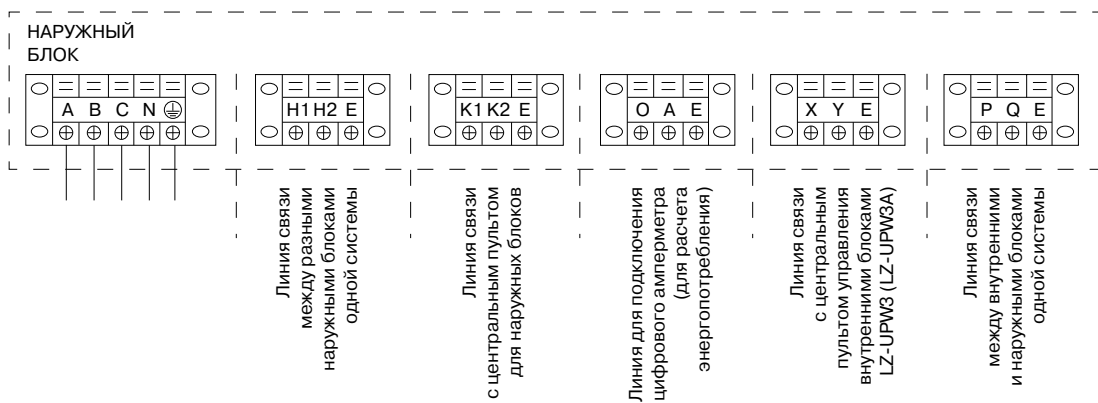 НАРУЖНЫЙ
БЛОК
A B C N
H1 H2 E
K1 K2 E
O A E
X Y E
P Q E
Линия связи
между разными
наружными блоками
одной системы
Линия связи
с центральным пультом
для наружных блоков
Линия для подключения
цифрового амперметра
(для расчета
энергопотребления)
Линия связи
с центральным
пультом управления
внутренними блоками
LZ-UPW3 (LZ-UPW3A)
Линия связи
между внутренними
и наружными блоками
одной системы